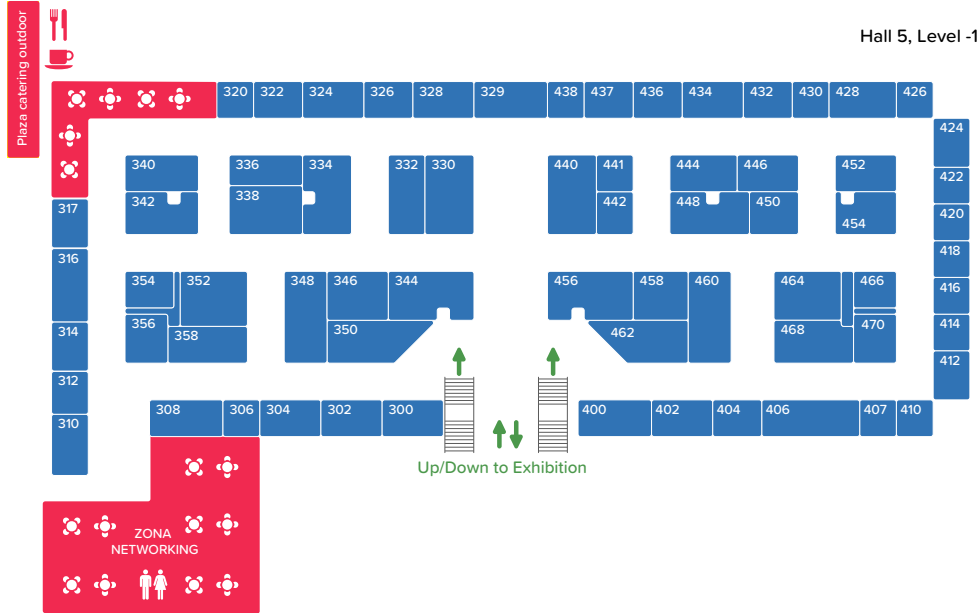 Plaza catering outdoor
Hall 5, Level -1
320 322 324 326 328 329 438 437 436 434 432 430 428 426
424
340 336 334 332 330 440 441 444 446 452
422
342 338 442 448 450 454
317 420
418
316
354 352 348 346 344 456 458 460 464 466
416
314 356 358 350 462 468 470 414
412
312
308 306 304 302 300 400 402 404 406 407 410
310
Up/Down to Exhibition
ZONA
NETWORKING